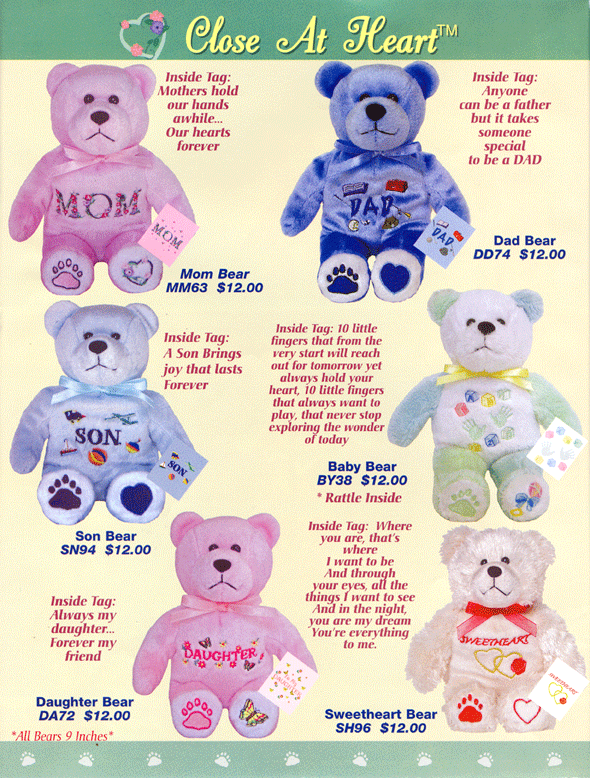 Close At Heart™
Inside Tag:
Mothers hold
our hands
awhile...
Our hearts
forever
MOM
MOM
Mom Bear
MM63 $12.00
Inside Tag:
Anyone
can be a father
but it takes
someone
special
to be a DAD
DAD
DAD
Dad Bear
DD74 $12.00
Inside Tag:
A Son Brings
joy that lasts
Forever
SON
SON
Son Bear
SN94 $12.00
Inside Tag: 10 little
fingers that from the
very start will reach
out for tomorrow yet
always hold your
heart, 10 little fingers
that always want to
play, that never stop
exploring the wonder
of today
Baby Bear
BY38 $12.00
* Rattle Inside
Inside Tag:
Always my
daughter...
Forever my
friend
DAUGHTER
Daughter Bear
DA72 $12.00
Inside Tag: Where
you are, that's
where
I want to be
And through
your eyes, all the
things I want to see
And in the night,
you are my dream
You're everything
to me.
SWEETHEART
SWEETHEART
Sweetheart Bear
SH96 $12.00
*All Bears 9 Inches*